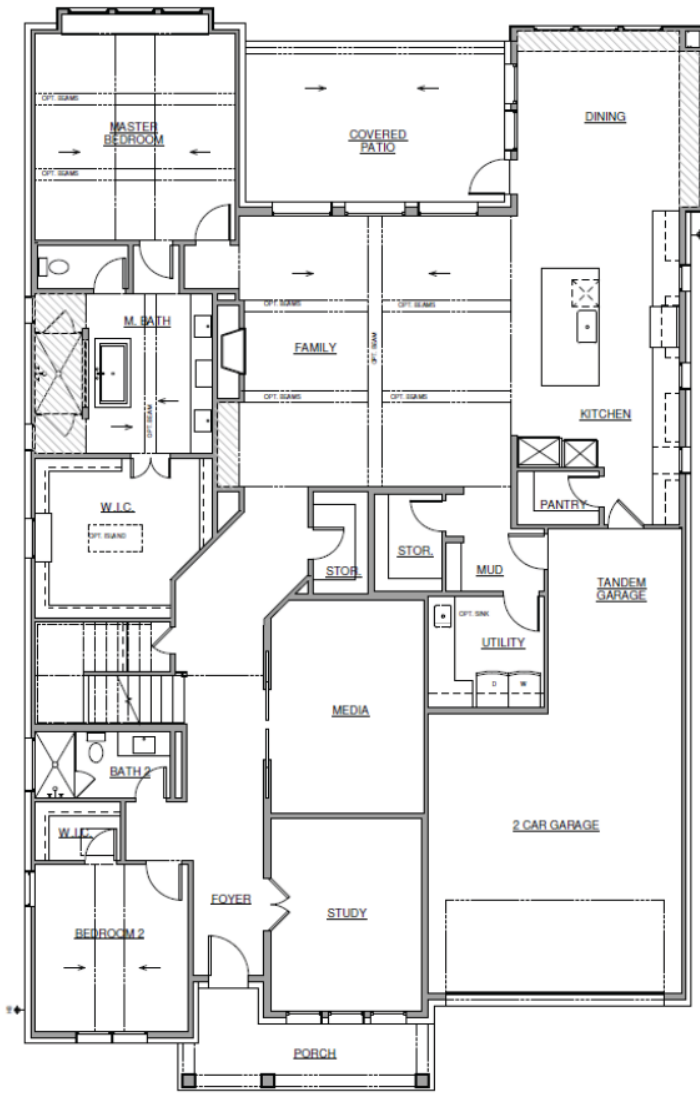 OPT. BEAMS
MASTER
BEDROOM
OPT. BEAMS
COVERED
PATIO
DINING
M. BATH
OPT. BEAM
OPT. BEAMS
OPT. BEAMS
FAMILY
OPT. BEAM
OPT. BEAMS
OPT. BEAMS
KITCHEN
W.I.C.
OPT. ISLAND
PANTRY
STOR.
STOR.
MUD
TANDEM
GARAGE
OPT. SINK
UTILITY
D
W
MEDIA
BATH 2
W.I.C.
2 CAR GARAGE
FOYER
STUDY
BEDROOM 2
PORCH